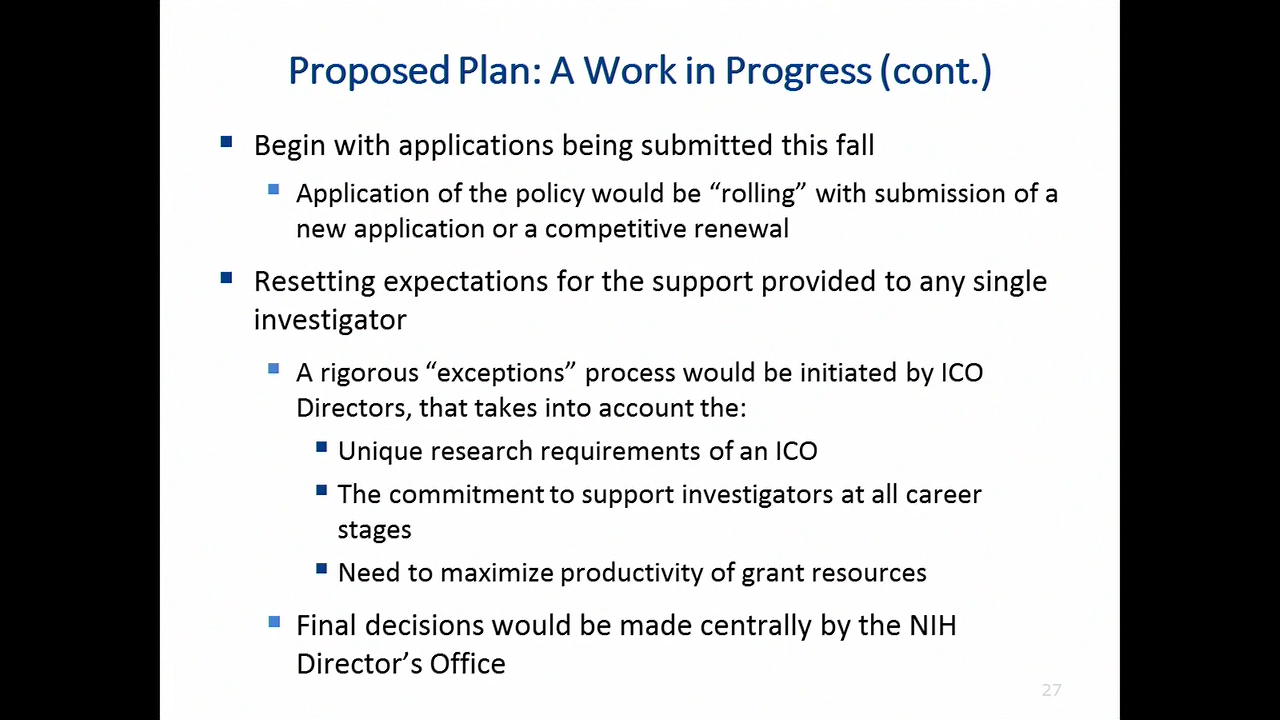 Proposed Plan: A Work in Progress (cont.)
Begin with applications being submitted this fall
Application of the policy would be “rolling” with submission of a
new application or a competitive renewal
Resetting expectations for the support provided to any single
investigator
A rigorous “exceptions” process would be initiated by ICO
Directors, that takes into account the:
Unique research requirements of an ICO
The commitment to support investigators at all career
stages
Need to maximize productivity of grant resources
Final decisions would be made centrally by the NIH
Director’s Office
27